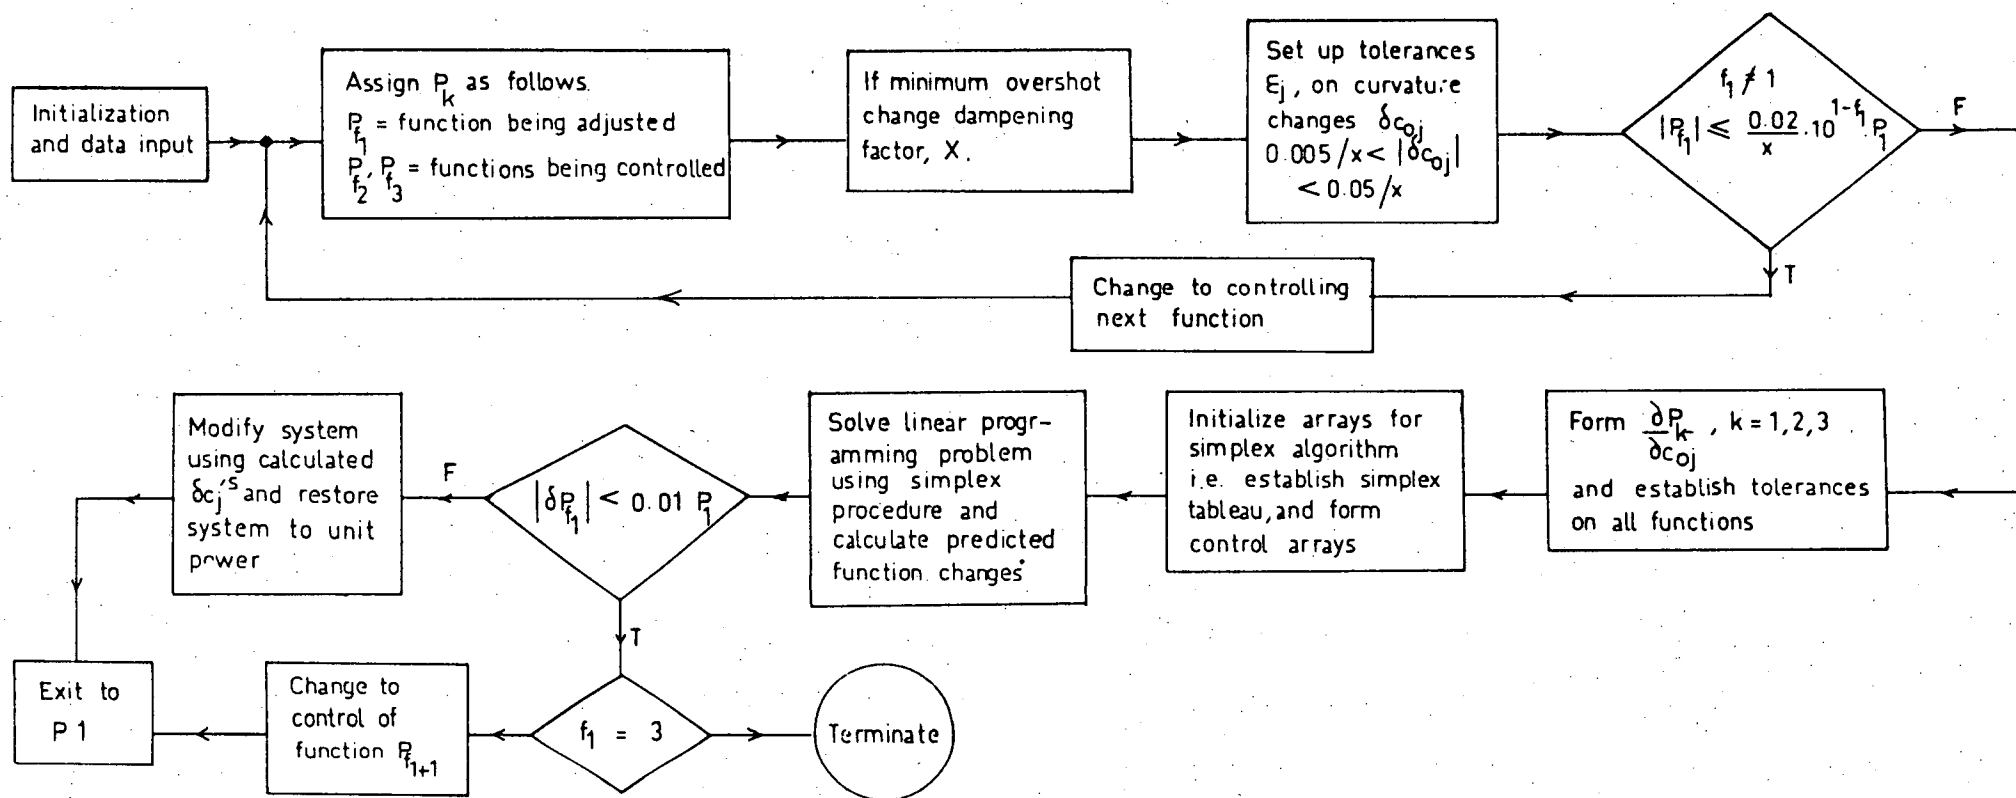 Initialization
and data input
Assign P_k as follows.
P_f1 = function being adjusted
P_f2, P_f3 = functions being controlled
If minimum overshot
change dampening
factor, X.
Set up tolerances
Ɛj, on curvature
changes δc_oj
0.005/x < |δc_oj|
< 0.05/x
f₁ ≠ 1
|P_f1| ⩽ 0.02/x . 10^(1-f₁) . P₁
F
T
Change to controlling
next function
Modify system
using calculated
δc_j's and restore
system to unit
power
F
|δP_f1| < 0.01 P₁
T
Solve linear progr-
amming problem
using simplex
procedure and
calculate predicted
function changes
Initialize arrays for
simplex algorithm
i.e. establish simplex
tableau, and form
control arrays
Form ∂P_k/∂c_oj , k = 1,2,3
and establish tolerances
on all functions
Exit to
P 1
Change to
control of
function P_f1+1
f₁ = 3
Terminate